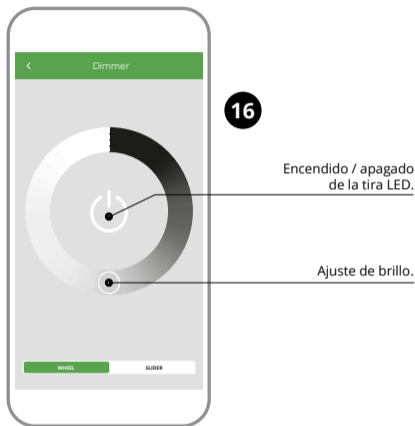 Dimmer
16
Encendido / apagado
de la tira LED.
Ajuste de brillo.
WHEEL
SLIDER